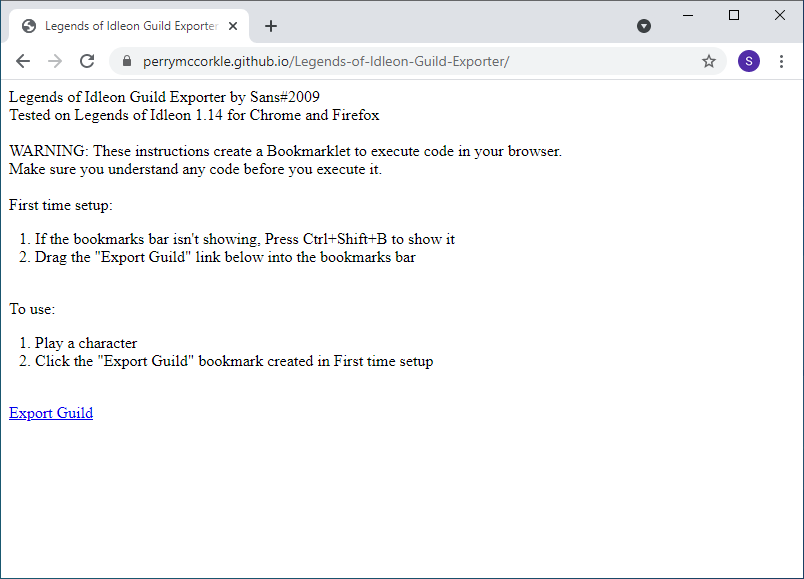 Legends of Idleon Guild Exporter
perrymccorkle.github.io/Legends-of-Idleon-Guild-Exporter/
S
Legends of Idleon Guild Exporter by Sans#2009
Tested on Legends of Idleon 1.14 for Chrome and Firefox
WARNING: These instructions create a Bookmarklet to execute code in your browser.
Make sure you understand any code before you execute it.
First time setup:
1. If the bookmarks bar isn't showing, Press Ctrl+Shift+B to show it
2. Drag the "Export Guild" link below into the bookmarks bar
To use:
1. Play a character
2. Click the "Export Guild" bookmark created in First time setup
Export Guild